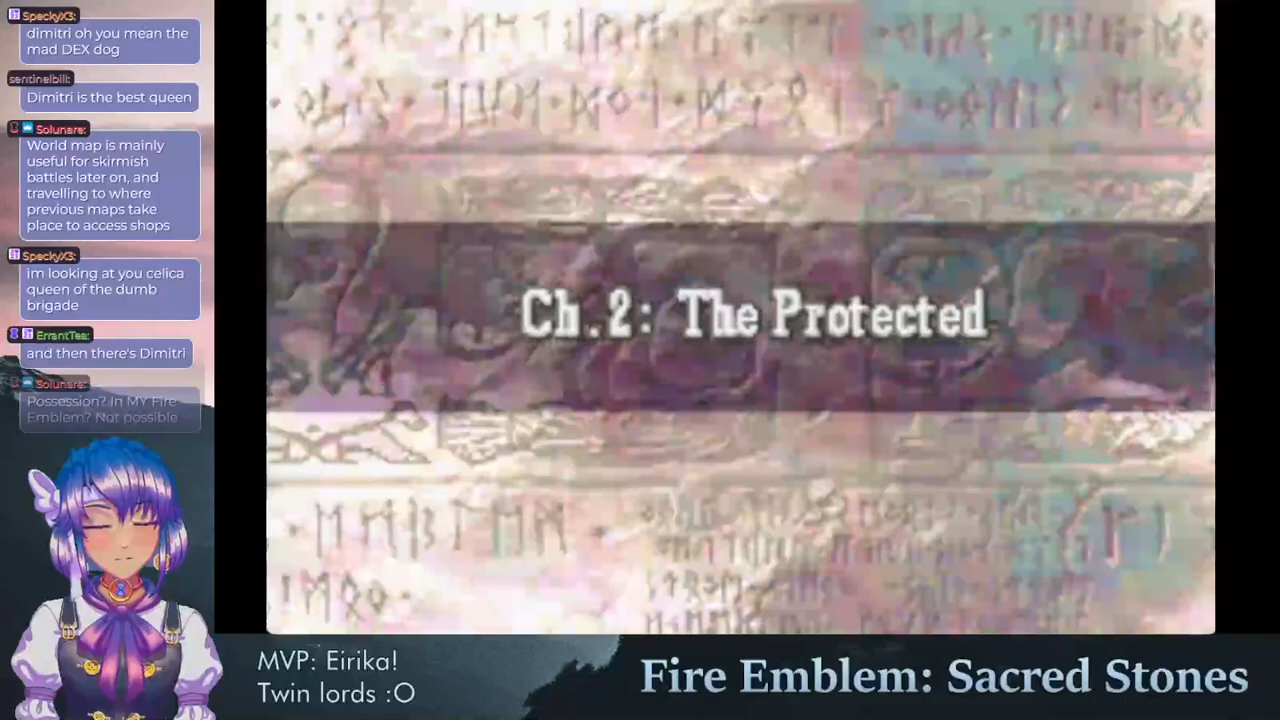 SpeckyX3:
dimitri oh you mean the
mad DEX dog
sentineibili:
Dimitri is the best queen
Solunare:
World map is mainly
useful for skirmish
battles later on, and
travelling to where
previous maps take
place to access shops
SpeckyX3:
im looking at you celica
queen of the dumb
brigade
ErrantTea:
and then there's Dimitri
Solunare:
Possession? In MY Fire
Emblem? Not possible
Ch.2: The Protected
MVP: Eirika!
Twin lords :O
Fire Emblem: Sacred Stones